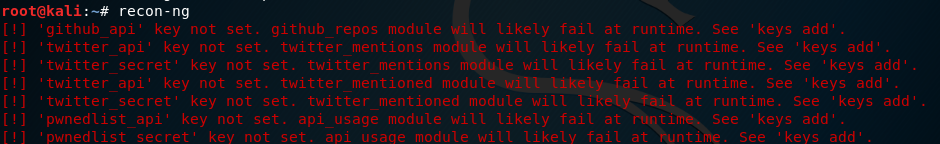 root@kali:~# recon-ng
[!] 'github_api' key not set. github_repos module will likely fail at runtime. See 'keys add'.
[!] 'twitter_api' key not set. twitter_mentions module will likely fail at runtime. See 'keys add'.
[!] 'twitter_secret' key not set. twitter_mentions module will likely fail at runtime. See 'keys add'.
[!] 'twitter_api' key not set. twitter_mentioned module will likely fail at runtime. See 'keys add'.
[!] 'twitter_secret' key not set. twitter_mentioned module will likely fail at runtime. See 'keys add'.
[!] 'pwnedlist_api' key not set. api_usage module will likely fail at runtime. See 'keys add'.
[!] 'pwnedlist_secret' key not set. api_usage module will likely fail at runtime. See 'keys add'.